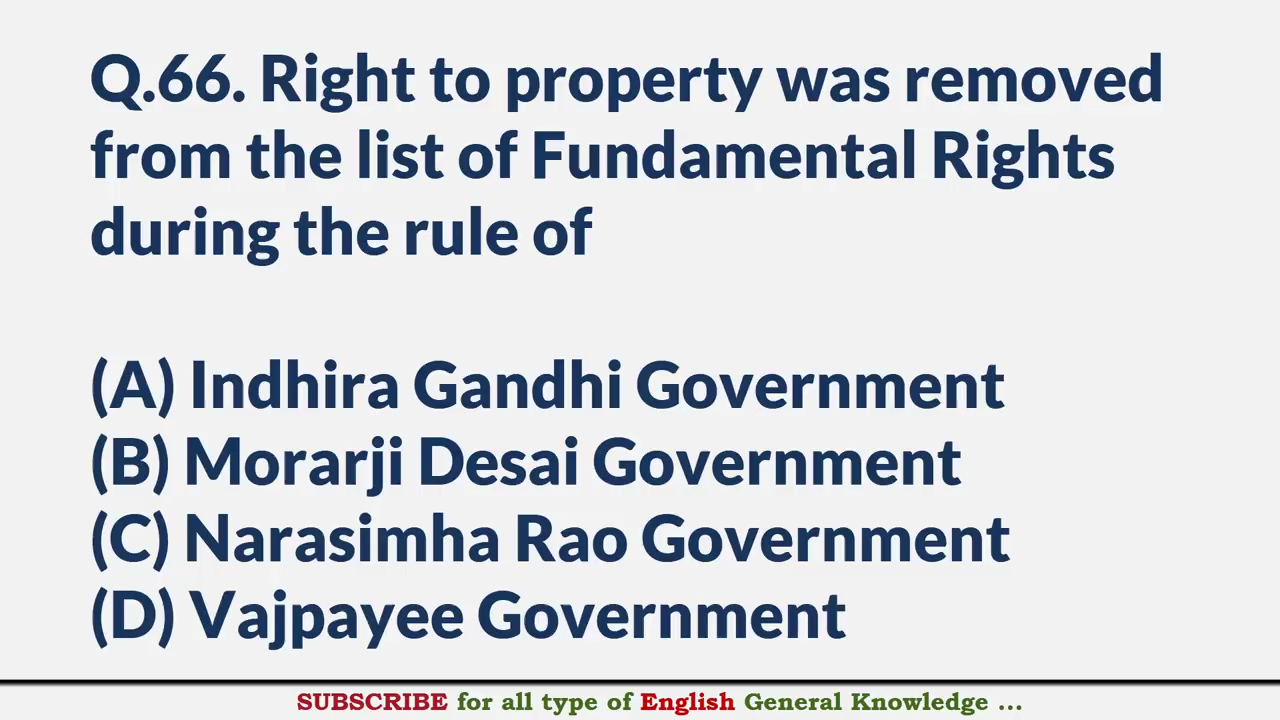 Q.66. Right to property was removed
from the list of Fundamental Rights
during the rule of
(A) Indhira Gandhi Government
(B) Morarji Desai Government
(C) Narasimha Rao Government
(D) Vajpayee Government
SUBSCRIBE for all type of English General Knowledge ...